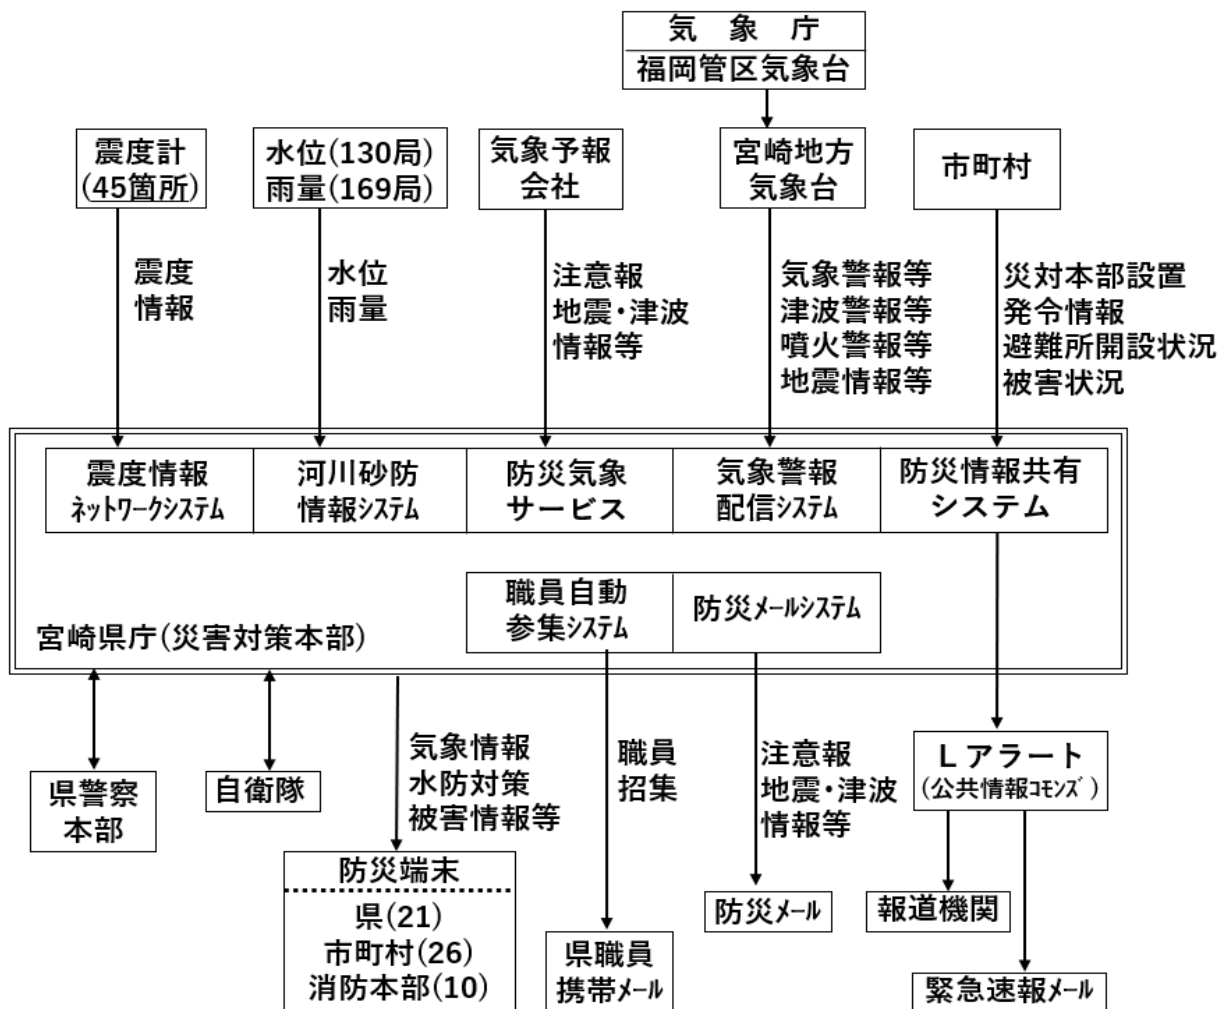 気象庁
福岡管区気象台
震度計
(45箇所)
水位(130局)
雨量(169局)
気象予報
会社
宮崎地方
気象台
市町村
震度
情報
水位
雨量
注意報
地震・津波
情報等
気象警報等
津波警報等
噴火警報等
地震情報等
災対本部設置
発令情報
避難所開設状況
被害状況
震度情報
ﾈｯﾄﾜｰｸｼｽﾃﾑ
河川砂防
情報ｼｽﾃﾑ
防災気象
サービス
気象警報
配信ｼｽﾃﾑ
防災情報共有
システム
職員自動
参集ｼｽﾃﾑ
防災ﾒｰﾙｼｽﾃﾑ
宮崎県庁(災害対策本部)
県警察
本部
自衛隊
気象情報
水防対策
被害情報等
職員
招集
注意報
地震・津波
情報等
Ｌアラート
(公共情報ｺﾓﾝｽﾞ)
防災端末
県(21)
市町村(26)
消防本部(10)
県職員
携帯ﾒｰﾙ
防災ﾒｰﾙ
報道機関
緊急速報ﾒｰﾙ